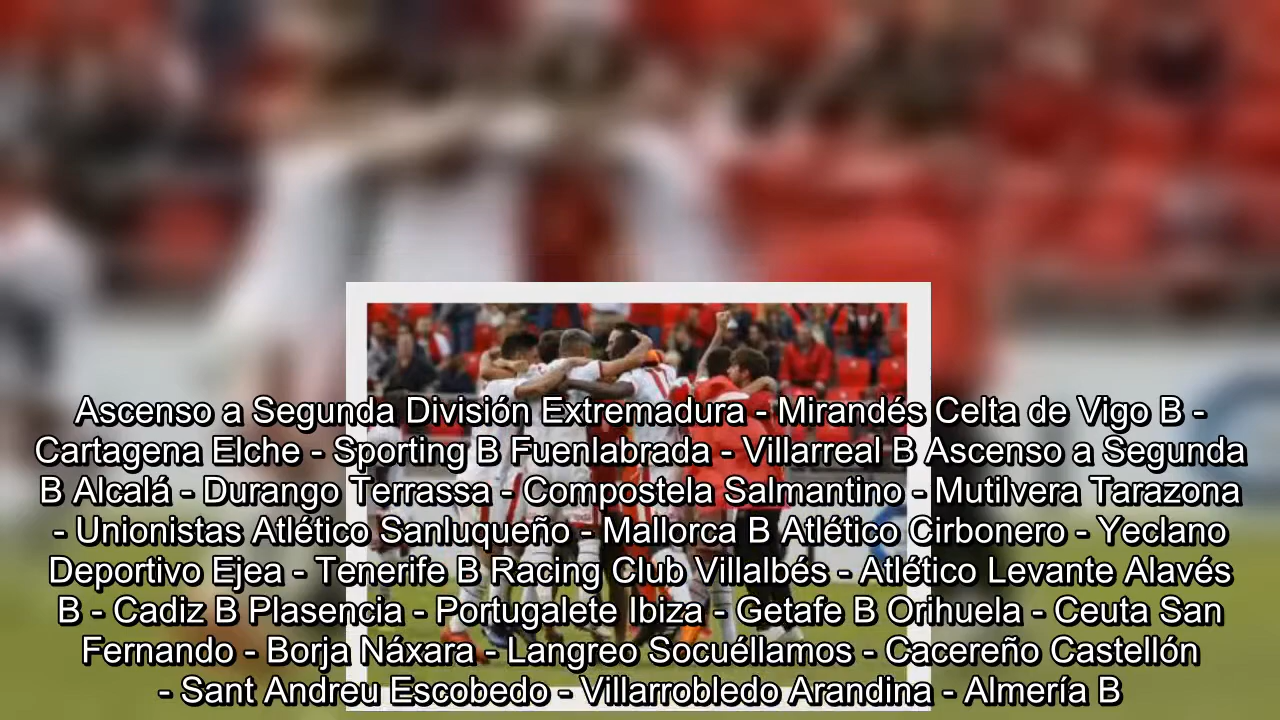 Ascenso a Segunda División Extremadura - Mirandés Celta de Vigo B -
Cartagena Elche - Sporting B Fuenlabrada - Villarreal B Ascenso a Segunda
B Alcalá - Durango Terrassa - Compostela Salmantino - Mutilvera Tarazona
- Unionistas Atlético Sanluqueño - Mallorca B Atlético Cirbonero - Yeclano
Deportivo Ejea - Tenerife B Racing Club Villalbés - Atlético Levante Alavés
B - Cadiz B Plasencia - Portugalete Ibiza - Getafe B Orihuela - Ceuta San
Fernando - Borja Náxara - Langreo Socuéllamos - Cacereño Castellón
- Sant Andreu Escobedo - Villarrobledo Arandina - Almería B